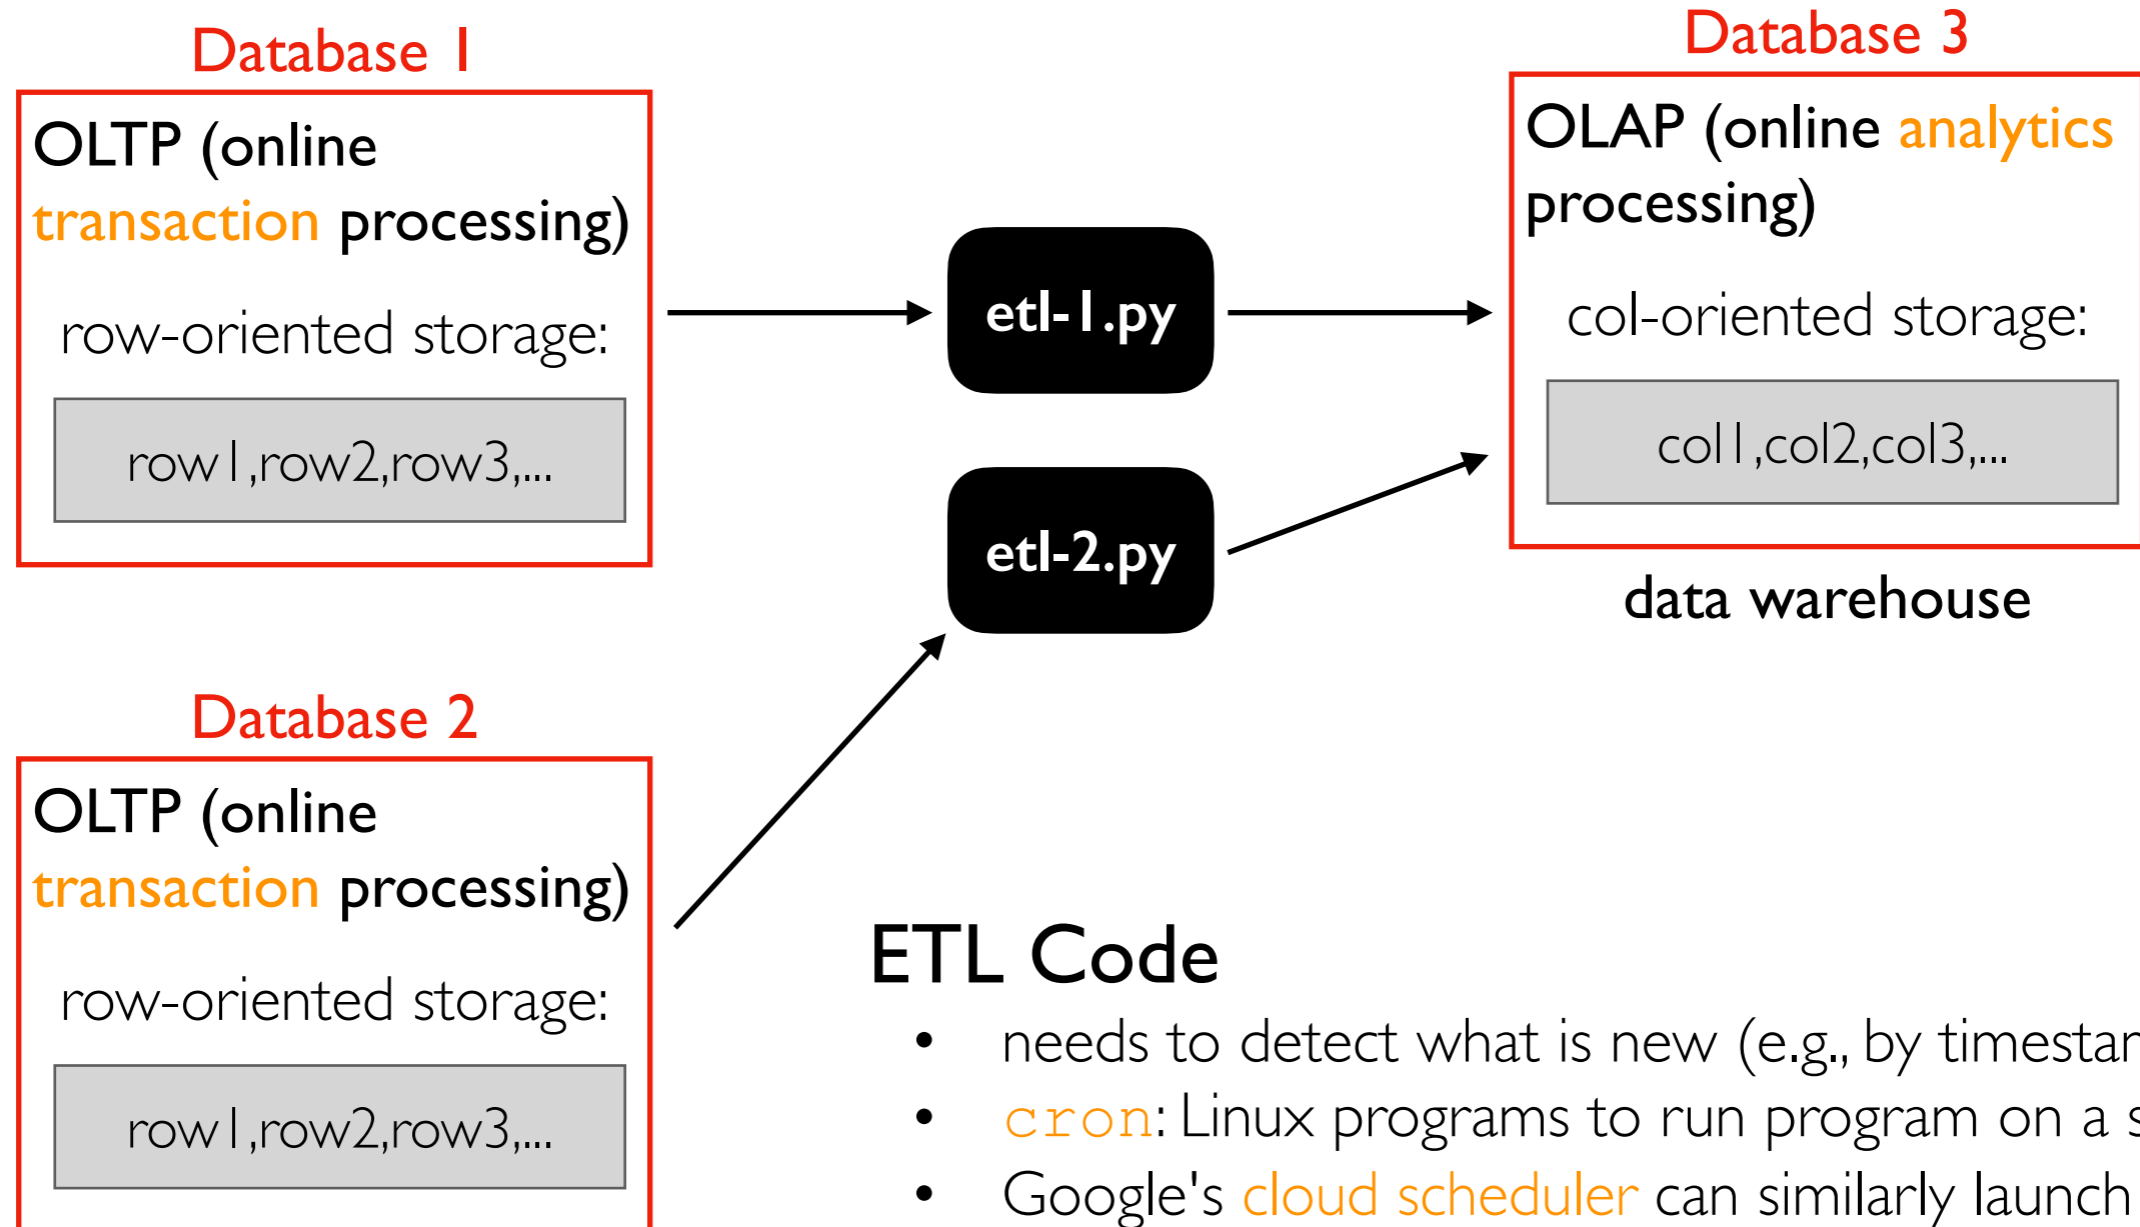 Database 1
OLTP (online
transaction processing)
row-oriented storage:
row1,row2,row3,...
etl-1.py
etl-2.py
Database 3
OLAP (online analytics
processing)
col-oriented storage:
col1,col2,col3,...
data warehouse
Database 2
OLTP (online
transaction processing)
row-oriented storage:
row1,row2,row3,...
ETL Code
• needs to detect what is new (e.g., by
• cron: Linux programs to run program on a
• Google's cloud scheduler can similarly launch